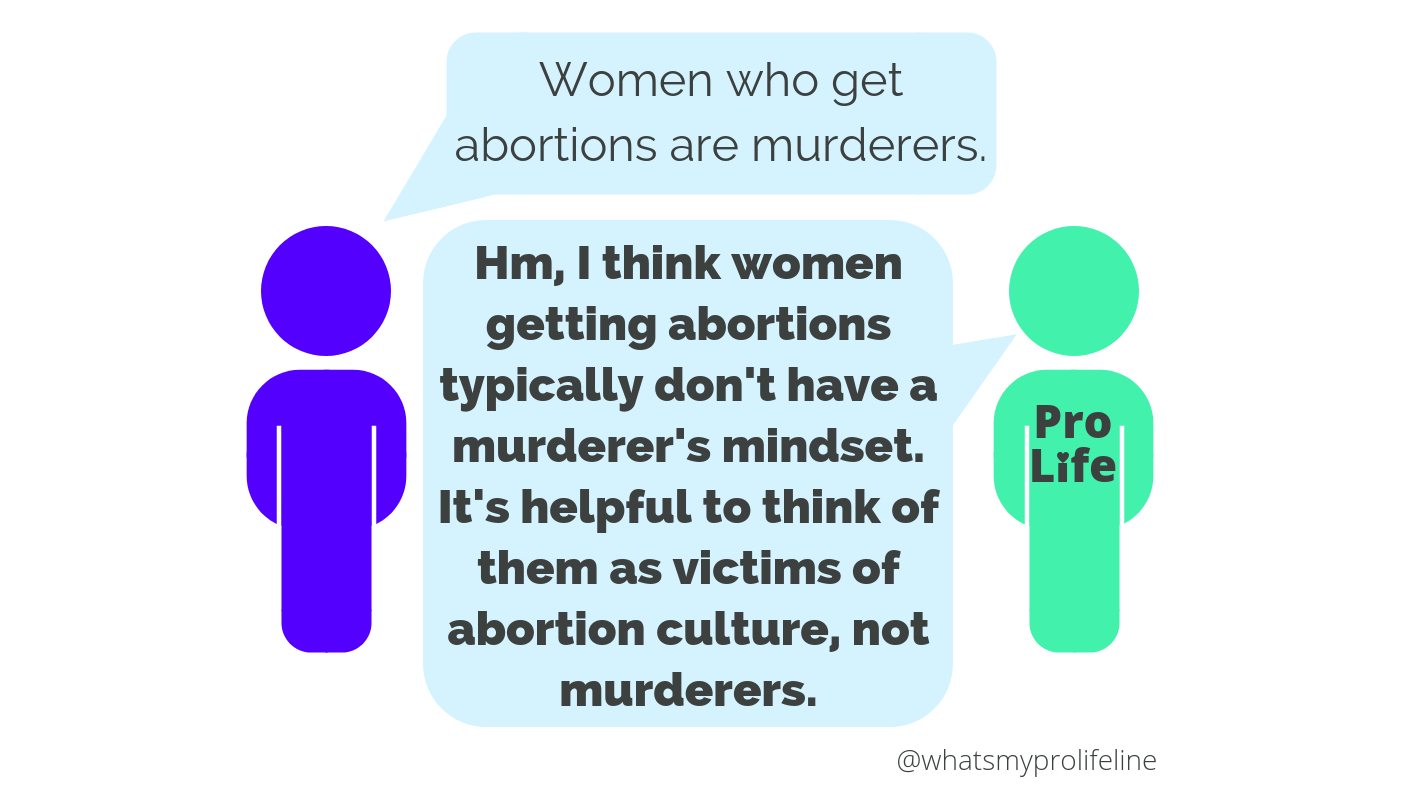 Women who get
abortions are murderers.
Hm, I think women
getting abortions
typically don't have a
murderer's mindset.
It's helpful to think of
them as victims of
abortion culture, not
murderers.
Pro
Life
@whatsmyprolifeline